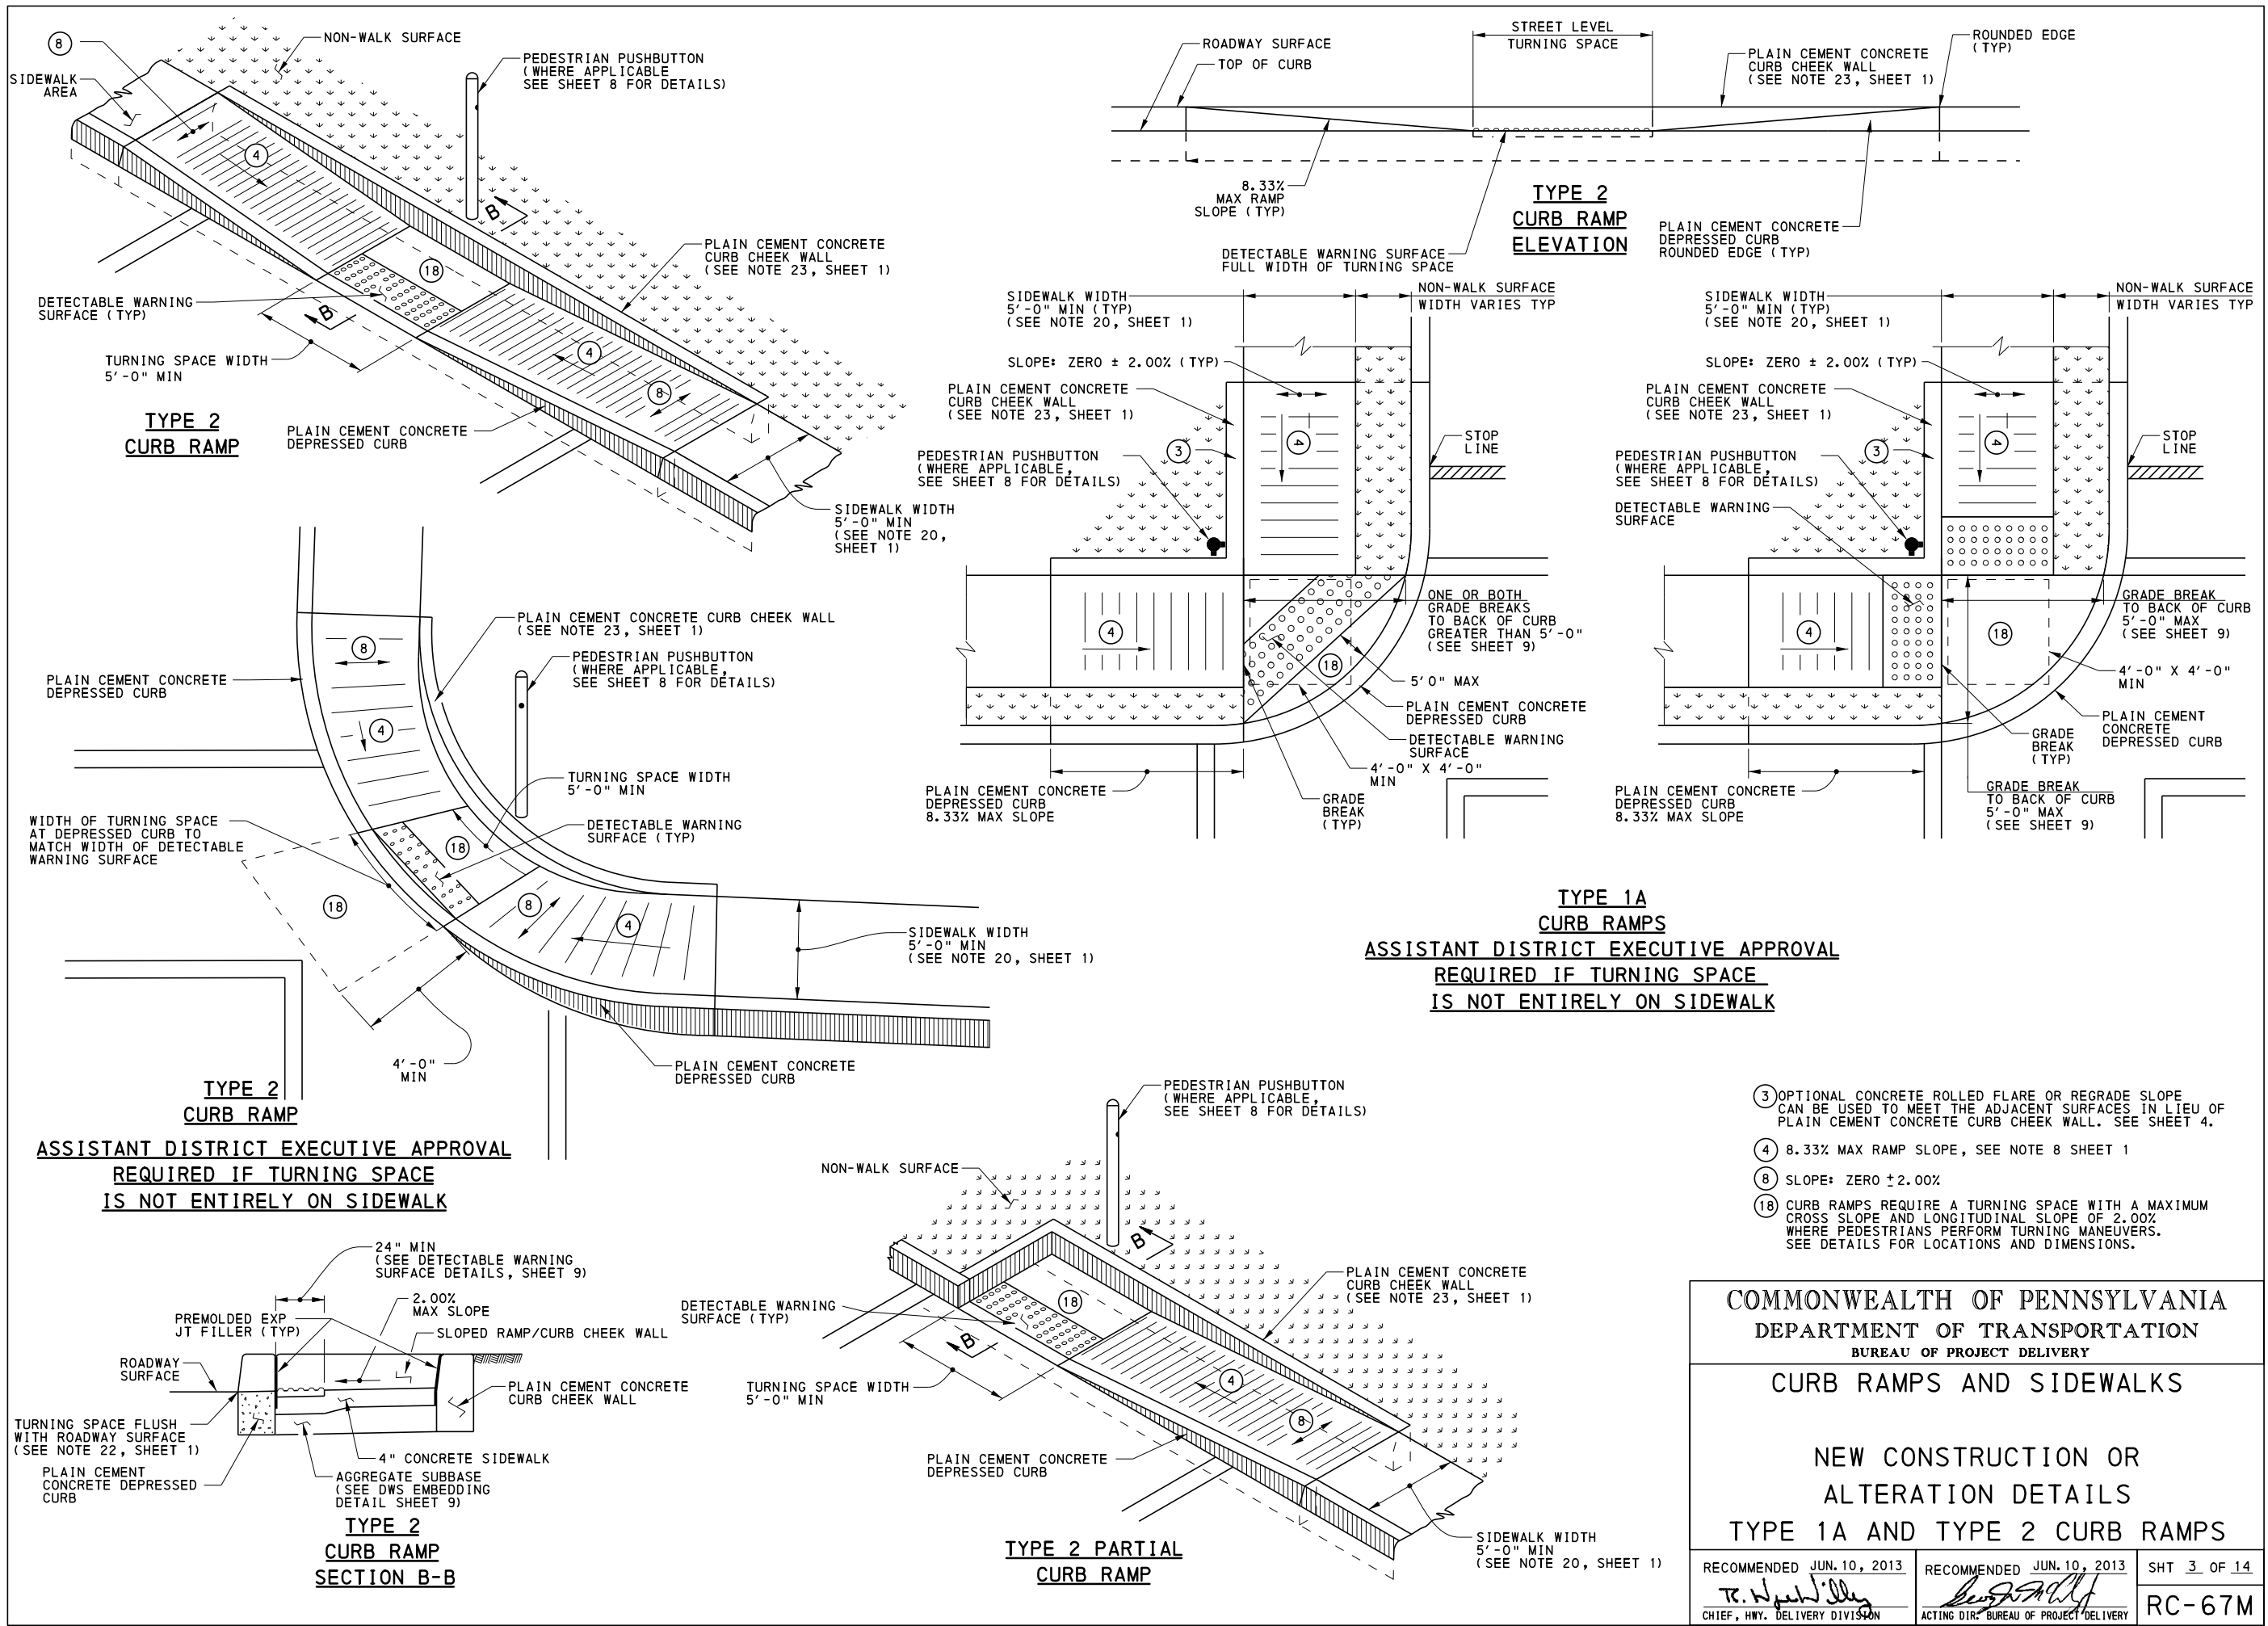 8
NON-WALK SURFACE
SIDEWALK
AREA
PEDESTRIAN PUSHBUTTON
(WHERE APPLICABLE
SEE SHEET 8 FOR DETAILS)
4
B
18
PLAIN CEMENT CONCRETE
CURB CHEEK WALL
(SEE NOTE 23, SHEET 1)
DETECTABLE WARNING
SURFACE (TYP)
B
TURNING SPACE WIDTH
5'-0" MIN
4
8
TYPE 2
CURB RAMP
PLAIN CEMENT CONCRETE
DEPRESSED CURB
SIDEWALK WIDTH
5'-0" MIN
(SEE NOTE 20,
SHEET 1)
STREET LEVEL
TURNING SPACE
ROADWAY SURFACE
TOP OF CURB
PLAIN CEMENT CONCRETE
CURB CHEEK WALL
(SEE NOTE 23, SHEET 1)
ROUNDED EDGE
(TYP)
8.33%
MAX RAMP
SLOPE (TYP)
TYPE 2
CURB RAMP
ELEVATION
DETECTABLE WARNING SURFACE
FULL WIDTH OF TURNING SPACE
PLAIN CEMENT CONCRETE
DEPRESSED CURB
ROUNDED EDGE (TYP)
SIDEWALK WIDTH
5'-0" MIN (TYP)
(SEE NOTE 20, SHEET 1)
NON-WALK SURFACE
WIDTH VARIES TYP
SLOPE: ZERO ± 2.00% (TYP)
PLAIN CEMENT CONCRETE
CURB CHEEK WALL
(SEE NOTE 23, SHEET 1)
3
4
STOP
LINE
PEDESTRIAN PUSHBUTTON
(WHERE APPLICABLE,
SEE SHEET 8 FOR DETAILS)
4
ONE OR BOTH
GRADE BREAKS
TO BACK OF CURB
GREATER THAN 5'-0"
(SEE SHEET 9)
18
5'0" MAX
PLAIN CEMENT CONCRETE
DEPRESSED CURB
DETECTABLE WARNING
SURFACE
4'-0" X 4'-0"
MIN
GRADE
BREAK
(TYP)
PLAIN CEMENT CONCRETE
DEPRESSED CURB
8.33% MAX SLOPE
SIDEWALK WIDTH
5'-0" MIN (TYP)
(SEE NOTE 20, SHEET 1)
NON-WALK SURFACE
WIDTH VARIES TYP
SLOPE: ZERO ± 2.00% (TYP)
PLAIN CEMENT CONCRETE
CURB CHEEK WALL
(SEE NOTE 23, SHEET 1)
3
4
STOP
LINE
PEDESTRIAN PUSHBUTTON
(WHERE APPLICABLE,
SEE SHEET 8 FOR DETAILS)
DETECTABLE WARNING
SURFACE
4
18
GRADE BREAK
TO BACK OF CURB
5'-0" MAX
(SEE SHEET 9)
4'-0" X 4'-0"
MIN
PLAIN CEMENT
CONCRETE
DEPRESSED CURB
GRADE
BREAK
(TYP)
GRADE BREAK
TO BACK OF CURB
5'-0" MAX
(SEE SHEET 9)
PLAIN CEMENT CONCRETE
DEPRESSED CURB
8.33% MAX SLOPE
TYPE 1A
CURB RAMPS
ASSISTANT DISTRICT EXECUTIVE APPROVAL
REQUIRED IF TURNING SPACE
IS NOT ENTIRELY ON SIDEWALK
PLAIN CEMENT CONCRETE CURB CHEEK WALL
(SEE NOTE 23, SHEET 1)
8
PEDESTRIAN PUSHBUTTON
(WHERE APPLICABLE,
SEE SHEET 8 FOR DETAILS)
PLAIN CEMENT CONCRETE
DEPRESSED CURB
4
TURNING SPACE WIDTH
5'-0" MIN
WIDTH OF TURNING SPACE
AT DEPRESSED CURB TO
MATCH WIDTH OF DETECTABLE
WARNING SURFACE
DETECTABLE WARNING
SURFACE (TYP)
18
18
8
4
SIDEWALK WIDTH
5'-0" MIN
(SEE NOTE 20, SHEET 1)
4'-0"
MIN
PLAIN CEMENT CONCRETE
DEPRESSED CURB
TYPE 2
CURB RAMP
ASSISTANT DISTRICT EXECUTIVE APPROVAL
REQUIRED IF TURNING SPACE
IS NOT ENTIRELY ON SIDEWALK
24" MIN
(SEE DETECTABLE WARNING
SURFACE DETAILS, SHEET 9)
2.00%
MAX SLOPE
PREMOLDED EXP
JT FILLER (TYP)
SLOPED RAMP/CURB CHEEK WALL
ROADWAY
SURFACE
PLAIN CEMENT CONCRETE
CURB CHEEK WALL
TURNING SPACE FLUSH
WITH ROADWAY SURFACE
(SEE NOTE 22, SHEET 1)
4" CONCRETE SIDEWALK
PLAIN CEMENT
CONCRETE DEPRESSED
CURB
AGGREGATE SUBBASE
(SEE DWS EMBEDDING
DETAIL SHEET 9)
TYPE 2
CURB RAMP
SECTION B-B
PEDESTRIAN PUSHBUTTON
(WHERE APPLICABLE,
SEE SHEET 8 FOR DETAILS)
NON-WALK SURFACE
B
PLAIN CEMENT CONCRETE
CURB CHEEK WALL
(SEE NOTE 23, SHEET 1)
DETECTABLE WARNING
SURFACE (TYP)
18
B
TURNING SPACE WIDTH
5'-0" MIN
4
8
PLAIN CEMENT CONCRETE
DEPRESSED CURB
SIDEWALK WIDTH
5'-0" MIN
(SEE NOTE 20, SHEET 1)
TYPE 2 PARTIAL
CURB RAMP
3 OPTIONAL CONCRETE ROLLED FLARE OR REGRADE SLOPE
CAN BE USED TO MEET THE ADJACENT SURFACES IN LIEU OF
PLAIN CEMENT CONCRETE CURB CHEEK WALL. SEE SHEET 4.
4 8.33% MAX RAMP SLOPE, SEE NOTE 8 SHEET 1
8 SLOPE: ZERO ±2.00%
18 CURB RAMPS REQUIRE A TURNING SPACE WITH A MAXIMUM
CROSS SLOPE AND LONGITUDINAL SLOPE OF 2.00%
WHERE PEDESTRIANS PERFORM TURNING MANEUVERS.
SEE DETAILS FOR LOCATIONS AND DIMENSIONS.
COMMONWEALTH OF PENNSYLVANIA
DEPARTMENT OF TRANSPORTATION
BUREAU OF PROJECT DELIVERY
CURB RAMPS AND SIDEWALKS
NEW CONSTRUCTION OR
ALTERATION DETAILS
TYPE 1A AND TYPE 2 CURB RAMPS
RECOMMENDED JUN. 10, 2013
CHIEF, HWY. DELIVERY DIVISION
RECOMMENDED JUN. 10, 2013
ACTING DIR. BUREAU OF PROJECT DELIVERY
SHT 3 OF 14
RC-67M